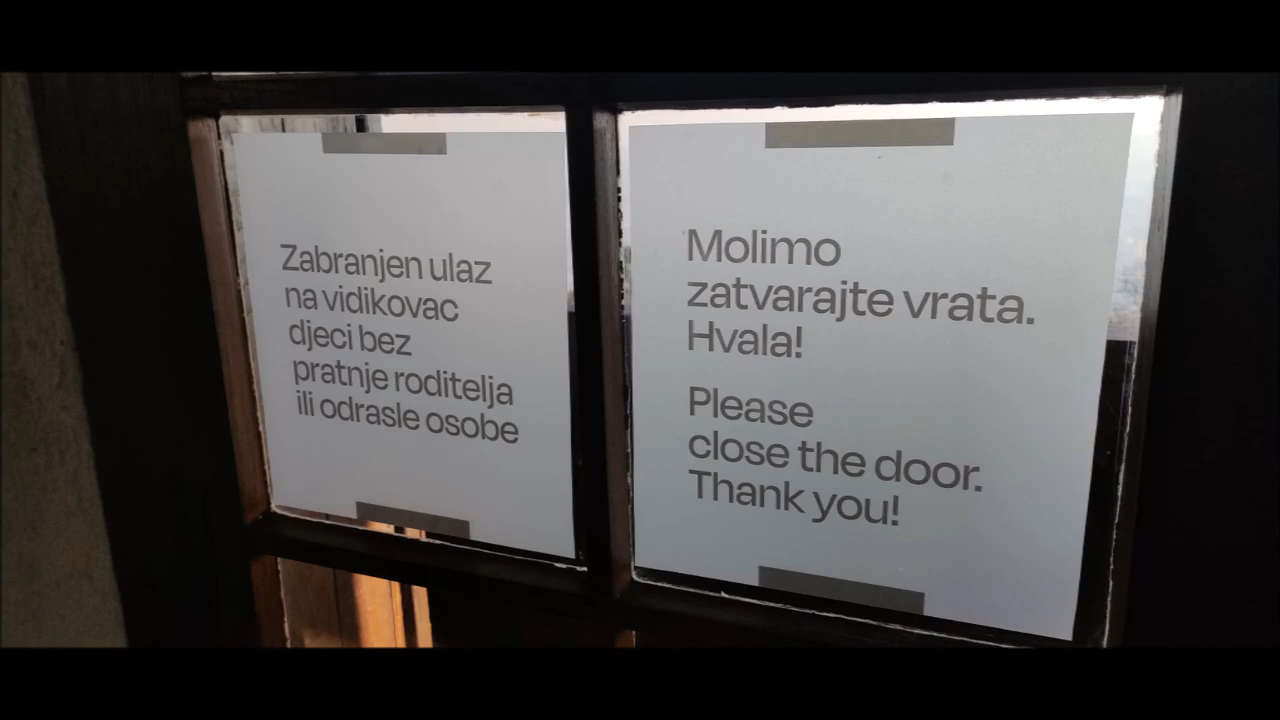 Zabranjen ulaz
na vidikovac
djeci bez
pratnje roditelja
ili odrasle osobe
Molimo
zatvarajte vrata.
Hvala!
Please
close the door.
Thank you!